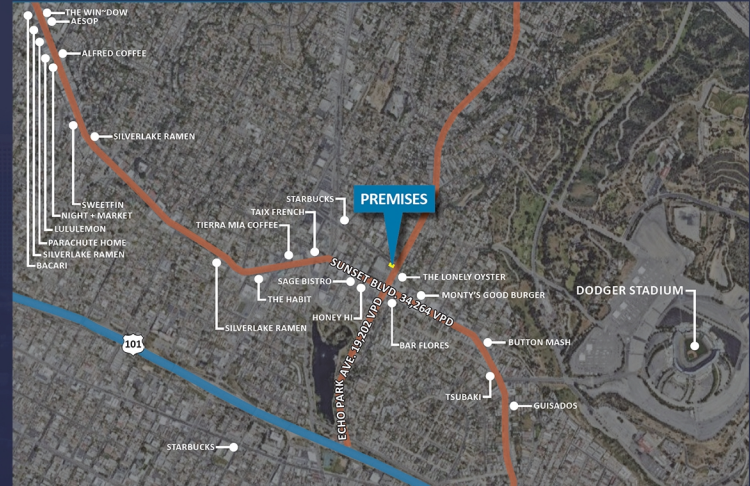 THE WIN~DOW
AESOP
ALFRED COFFEE
SILVERLAKE RAMEN
SWEETFIN
NIGHT + MARKET
LULULEMON
PARACHUTE HOME
SILVERLAKE RAMEN
BACARI
STARBUCKS
TAIX FRENCH
TIERRA MIA COFFEE
PREMISES
SUNSET BLVD. 34,264 VPD
THE LONELY OYSTER
SAGE BISTRO
MONTY'S GOOD BURGER
DODGER STADIUM
THE HABIT
HONEY HI
SILVERLAKE RAMEN
ECHO PARK AVE. 19,202 VPD
BAR FLORES
BUTTON MASH
101
TSUBAKI
GUISADOS
STARBUCKS